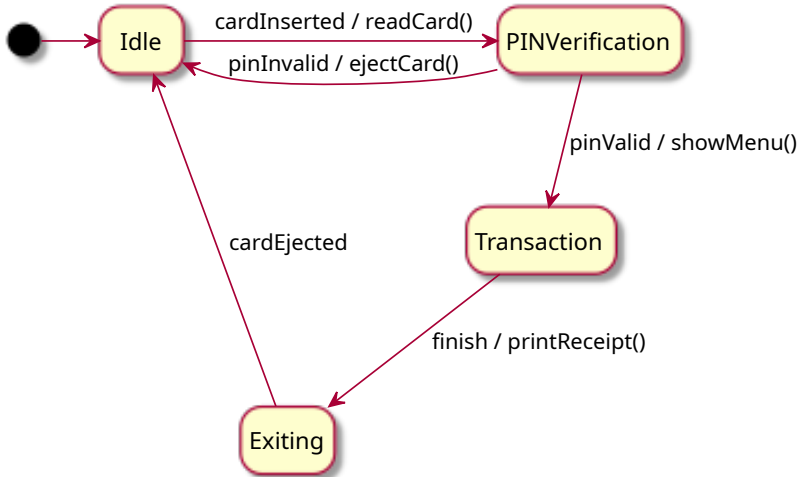 Idle
cardInserted / readCard()
PINVerification
pinInvalid / ejectCard()
pinValid / showMenu()
Transaction
cardEjected
finish / printReceipt()
Exiting